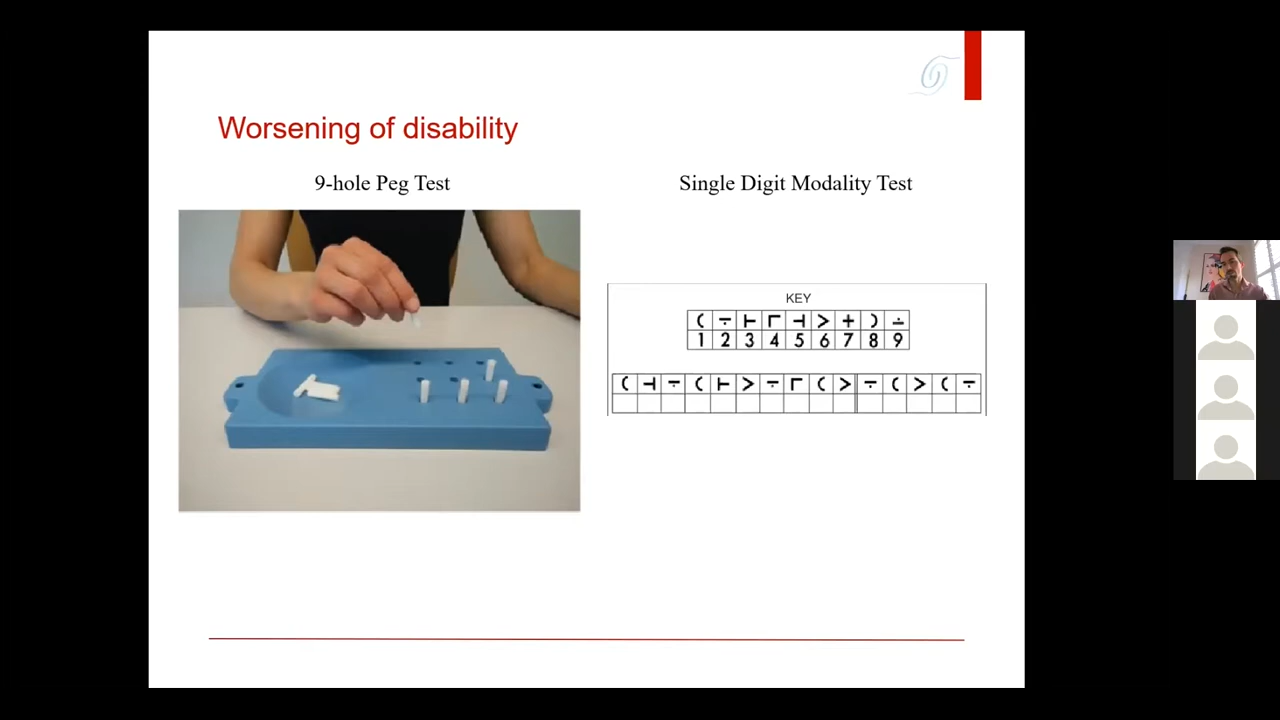 Worsening of disability
9-hole Peg Test
Single Digit Modality Test
KEY
( ∸ ⊢ Γ ⊣ > + ) ÷
1 2 3 4 5 6 7 8 9
( ⊣ ∸ ( ⊢ > ∸ Γ ( > ∸ ( > ( ∸